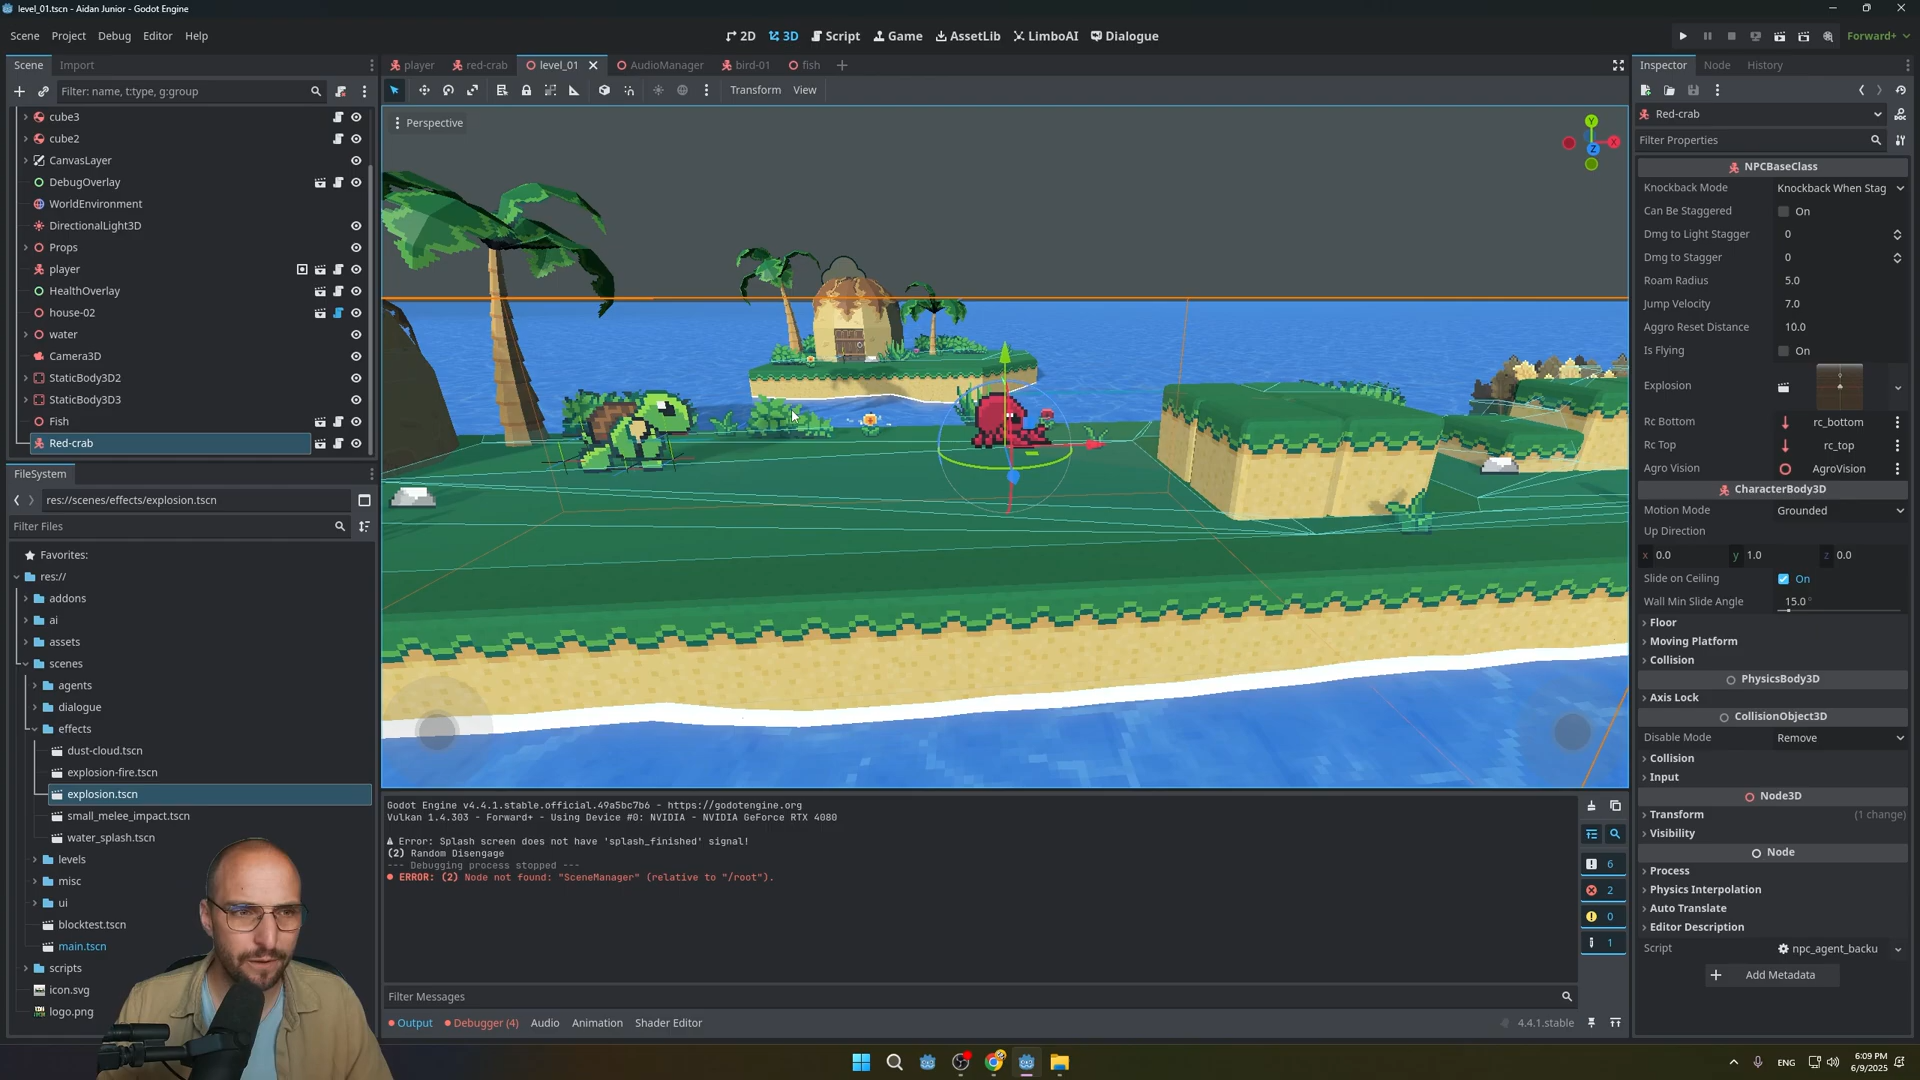 level_01.tscn - Aidan Junior - Godot Engine
Scene Project Debug Editor Help
2D 3D Script Game AssetLib LimboAI Dialogue
Forward+
Scene Import
player red-crab level_01 AudioManager bird-01 fish
Inspector Node History
Filter: name, t:type, g:group
Transform View
Perspective
cube3
cube2
CanvasLayer
DebugOverlay
WorldEnvironment
DirectionalLight3D
Props
player
HealthOverlay
house-02
water
Camera3D
StaticBody3D2
StaticBody3D3
Fish
Red-crab
FileSystem
res://scenes/effects/explosion.tscn
Filter Files
Favorites:
res://
addons
ai
assets
scenes
agents
dialogue
effects
dust-cloud.tscn
explosion-fire.tscn
explosion.tscn
small_melee_impact.tscn
water_splash.tscn
levels
misc
ui
blocktest.tscn
main.tscn
scripts
icon.svg
logo.png
Y
X
Z
Godot Engine v4.4.1.stable.official.49a5bc7b6 - https://godotengine.org
Vulkan 1.4.303 - Forward+ - Using Device #0: NVIDIA - NVIDIA GeForce RTX 4080
Error: Splash screen does not have 'splash_finished' signal!
(2) Random Disengage
--- Debugging process stopped ---
ERROR: (2) Node not found: "SceneManager" (relative to "/root").
6
2
0
1
Filter Messages
Output Debugger (4) Audio Animation Shader Editor
4.4.1.stable
Red-crab
Filter Properties
NPCBaseClass
Knockback Mode Knockback When Stag
Can Be Staggered On
Dmg to Light Stagger 0
Dmg to Stagger 0
Roam Radius 5.0
Jump Velocity 7.0
Aggro Reset Distance 10.0
Is Flying On
Explosion
Rc Bottom rc_bottom
Rc Top rc_top
Agro Vision AgroVision
CharacterBody3D
Motion Mode Grounded
Up Direction
x 0.0 y 1.0 z 0.0
Slide on Ceiling On
Wall Min Slide Angle 15.0 °
Floor
Moving Platform
Collision
PhysicsBody3D
Axis Lock
CollisionObject3D
Disable Mode Remove
Collision
Input
Node3D
Transform (1 change)
Visibility
Node
Process
Physics Interpolation
Auto Translate
Editor Description
Script npc_agent_backu
Add Metadata
ENG
6:09 PM
6/9/2025